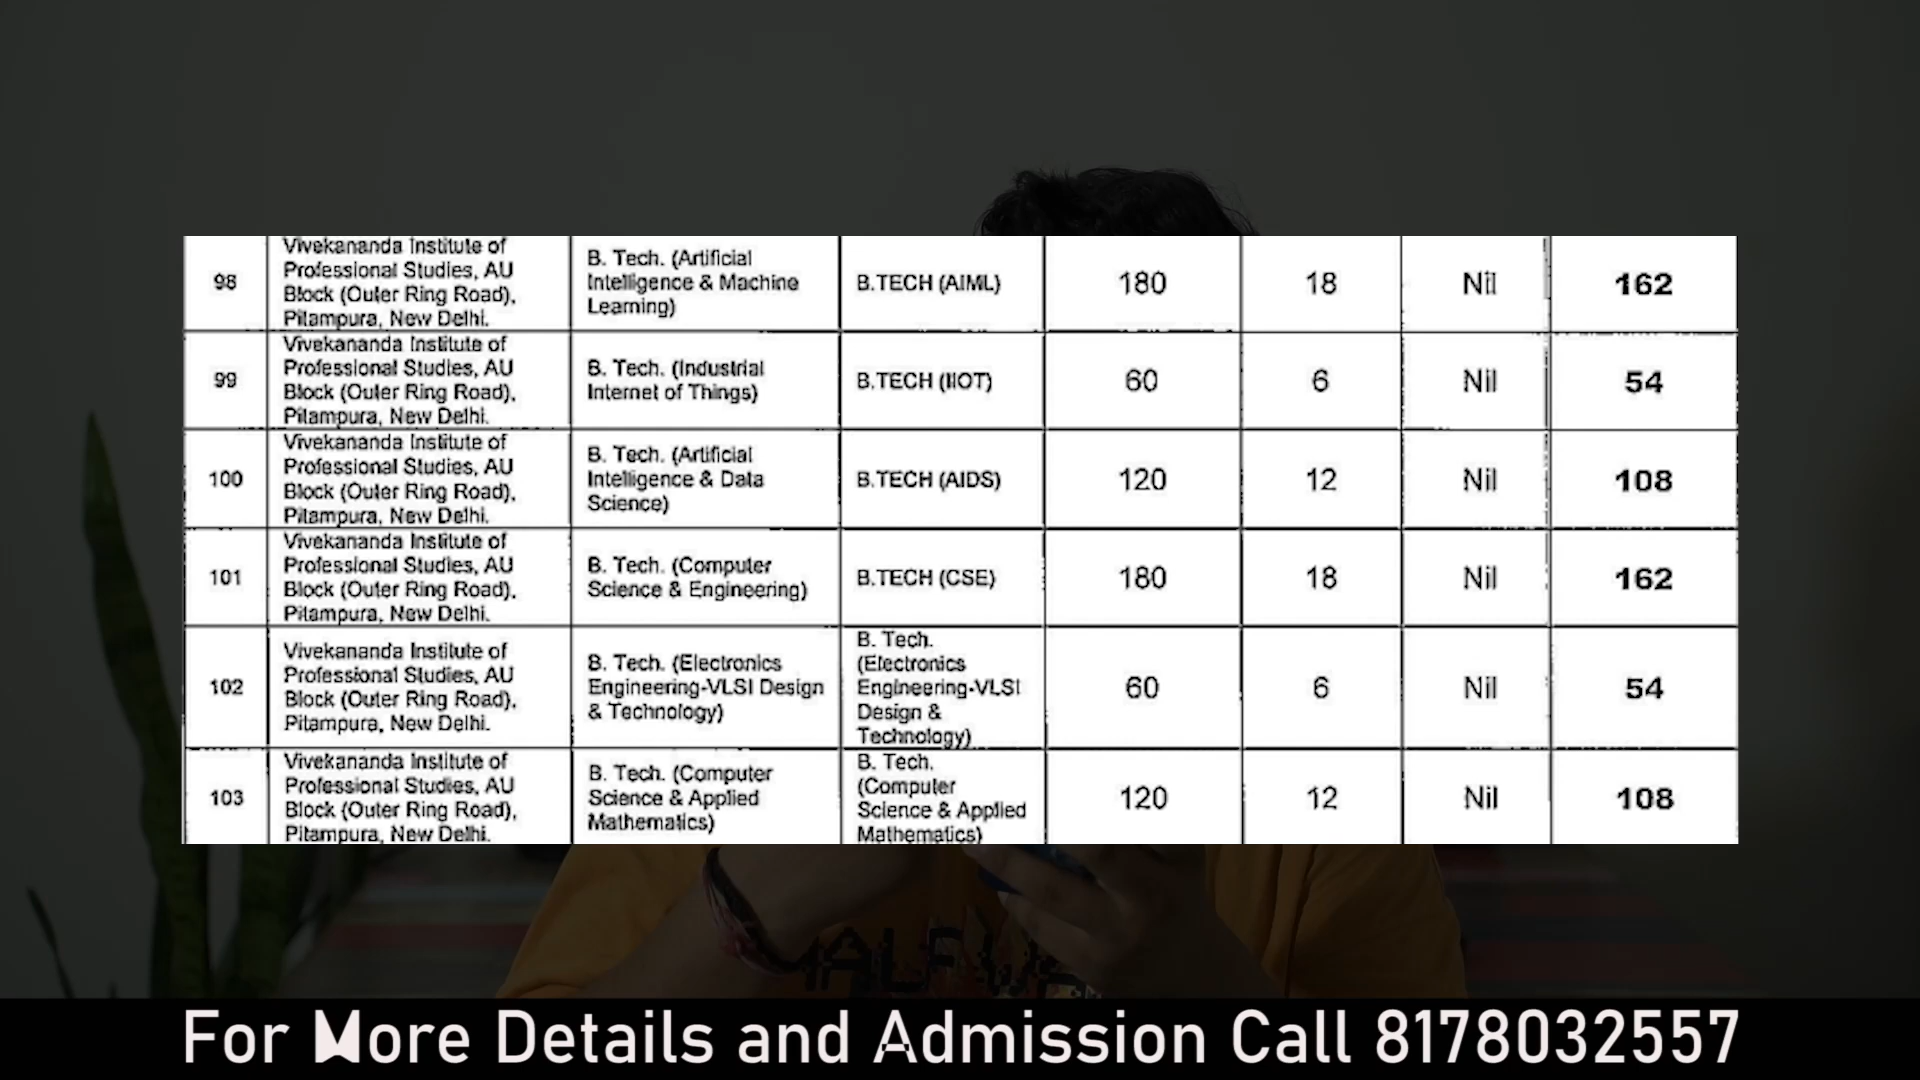 98
Vivekananda Institute of
Professional Studies, AU
Block (Outer Ring Road),
Pitampura, New Delhi.
B. Tech. (Artificial
Intelligence & Machine
Learning)
B.TECH (AIML)
180
18
Nil
162
99
Vivekananda Institute of
Professional Studies, AU
Block (Outer Ring Road),
Pitampura, New Delhi.
B. Tech. (Industrial
Internet of Things)
B.TECH (IIOT)
60
6
Nil
54
100
Vivekananda Institute of
Professional Studies, AU
Block (Outer Ring Road),
Pitampura, New Delhi.
B. Tech. (Artificial
Intelligence & Data
Science)
B.TECH (AIDS)
120
12
Nil
108
101
Vivekananda Institute of
Professional Studies, AU
Block (Outer Ring Road),
Pitampura, New Delhi.
B. Tech. (Computer
Science & Engineering)
B.TECH (CSE)
180
18
Nil
162
102
Vivekananda Institute of
Professional Studies, AU
Block (Outer Ring Road),
Pitampura, New Delhi.
B. Tech. (Electronics
Engineering-VLSI Design
& Technology)
B. Tech.
(Electronics
Engineering-VLSI
Design &
Technology)
60
6
Nil
54
103
Vivekananda Institute of
Professional Studies, AU
Block (Outer Ring Road),
Pitampura, New Delhi.
B. Tech. (Computer
Science & Applied
Mathematics)
B. Tech.
(Computer
Science & Applied
Mathematics)
120
12
Nil
108
For More Details and Admission Call 8178032557